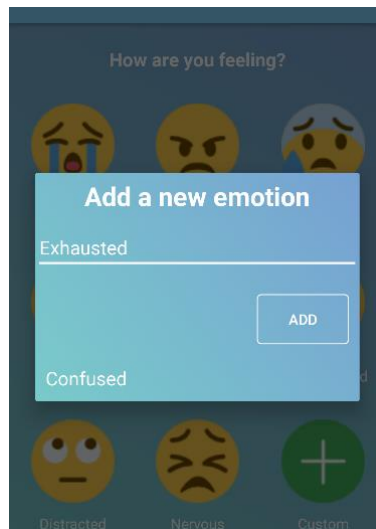 How are you feeling?
Add a new emotion
Exhausted
ADD
Confused
d
Distracted Nervous Custom